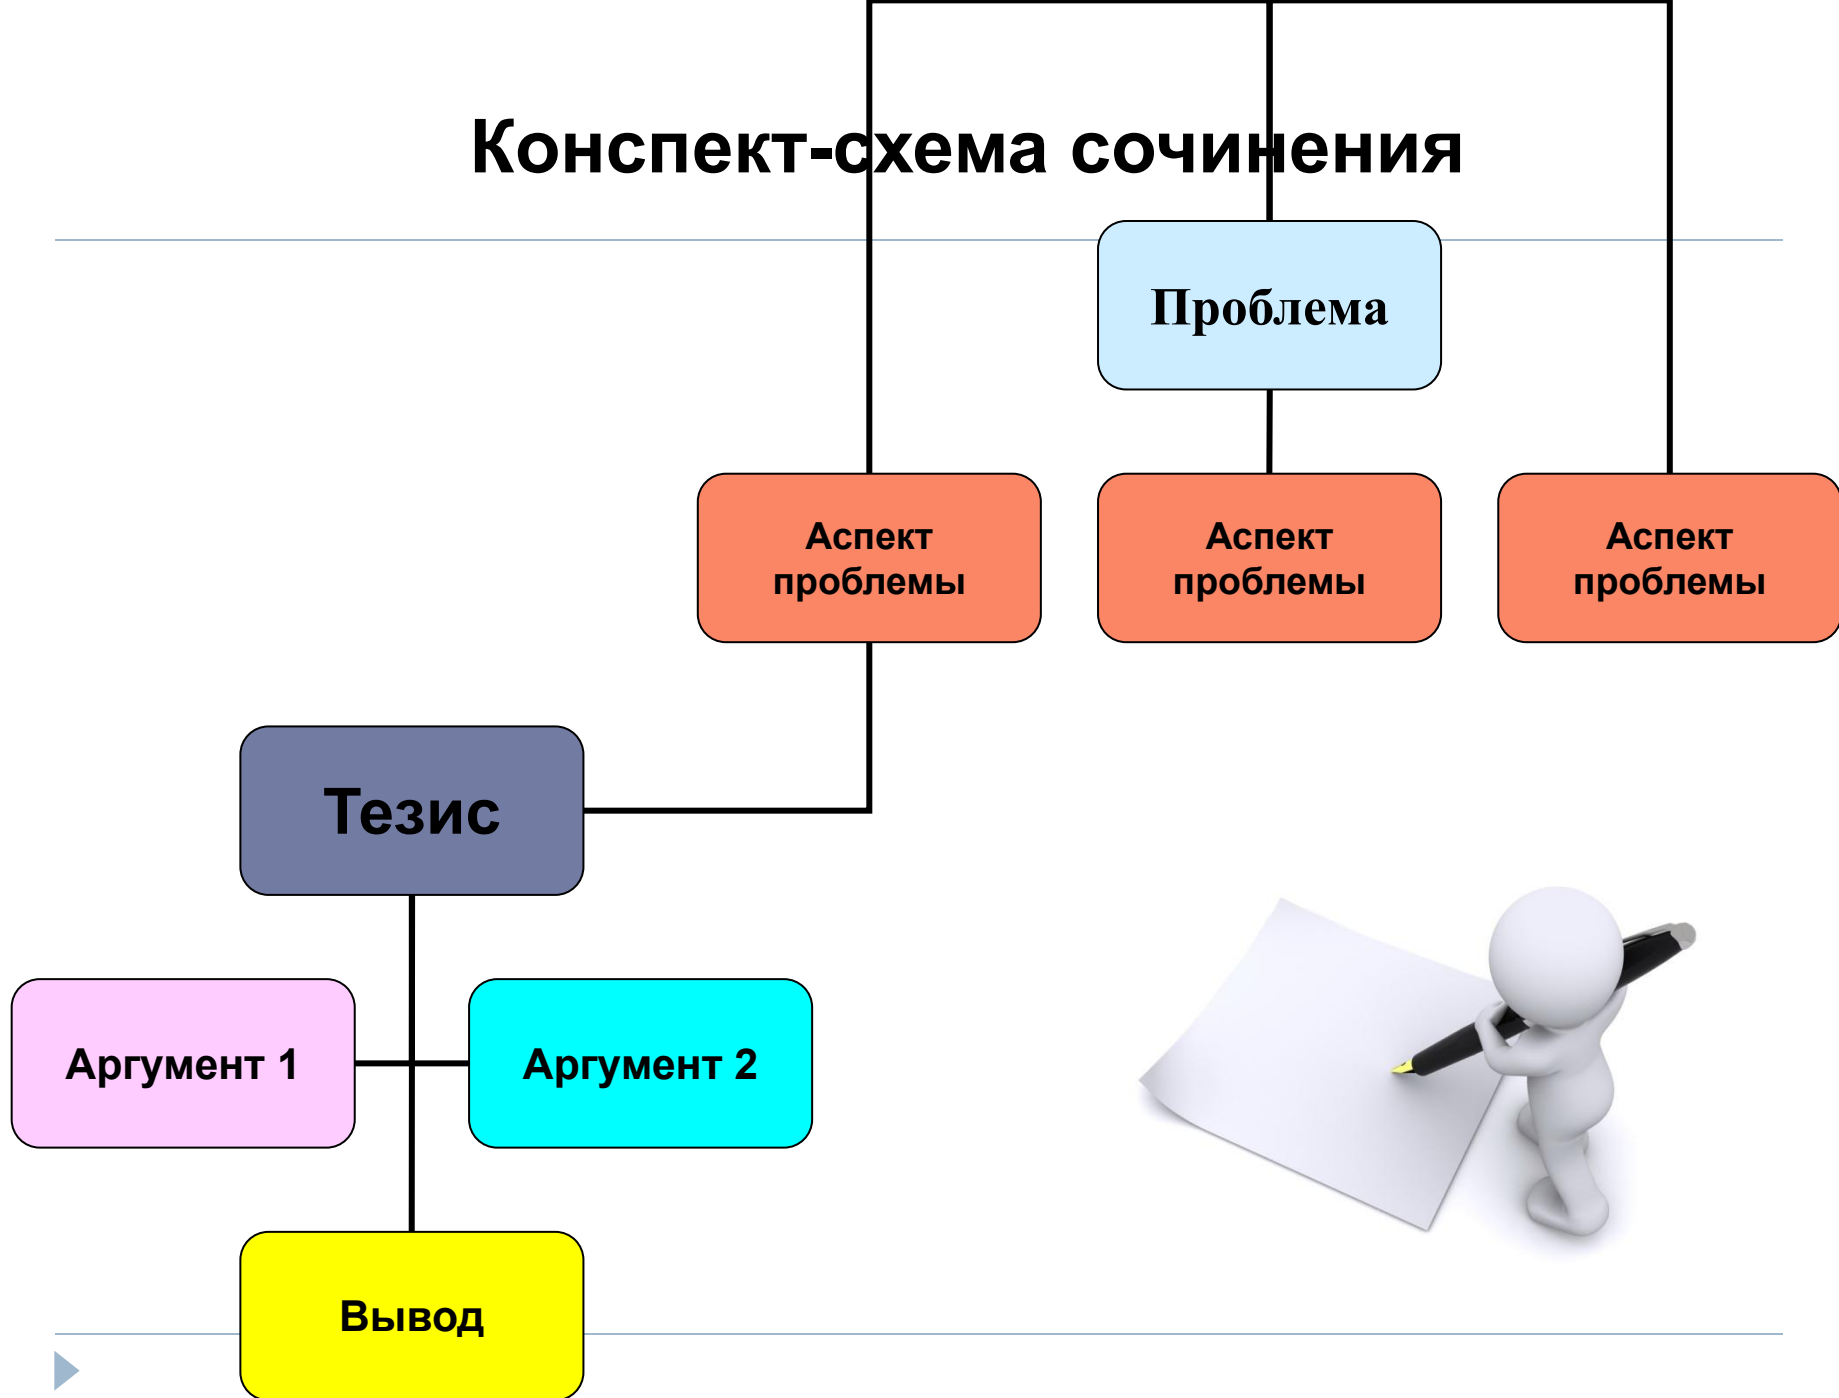 Конспект-схема сочинения
Проблема
Аспект
проблемы
Аспект
проблемы
Аспект
проблемы
Тезис
Аргумент 1
Аргумент 2
Вывод